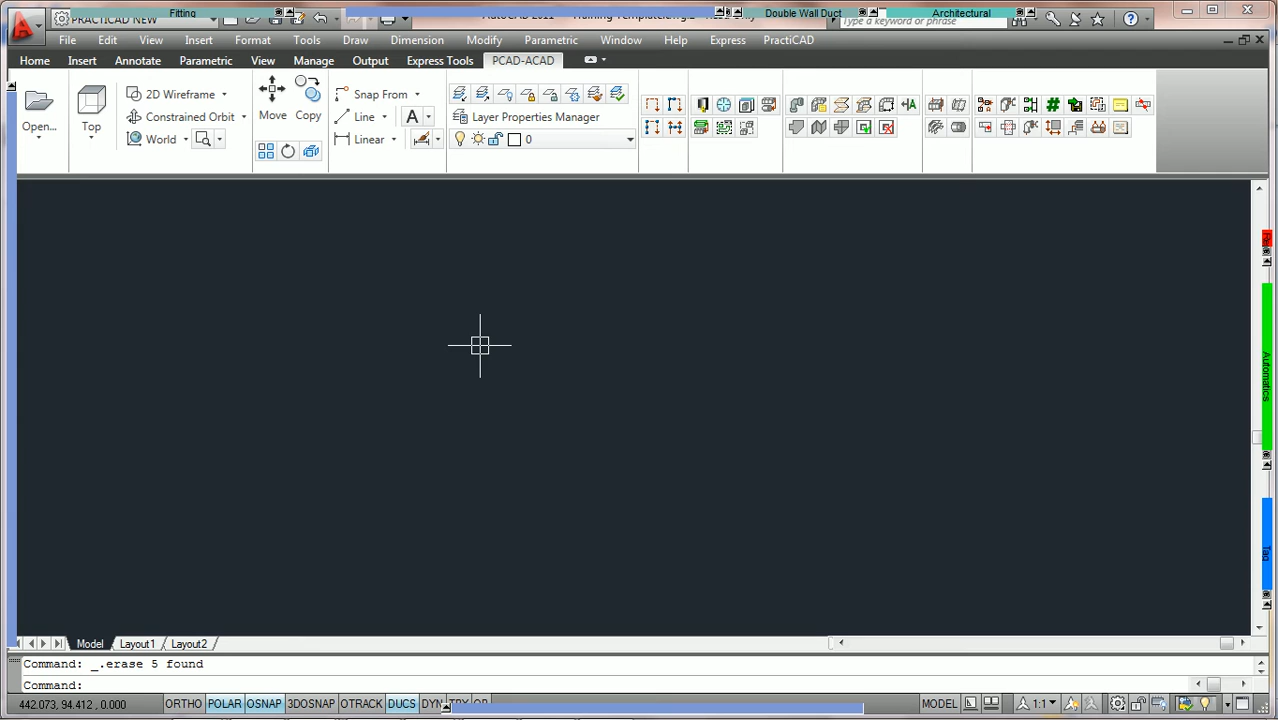 Fitting
Double Wall Duct
Architectural
PRACTICAD NEW
Type a keyword or phrase
File Edit View Insert Format Tools Draw Dimension Modify Parametric Window Help Express PractiCAD
Home Insert Annotate Parametric View Manage Output Express Tools PCAD-ACAD
Open...
Top
2D Wireframe
Constrained Orbit
World
Move
Copy
Snap From
Line
A
Linear
Layer Properties Manager
0
Automatics
Tag
Model Layout1 Layout2
Command: _.erase 5 found
Command:
442.073, 94.412 , 0.000
ORTHO POLAR OSNAP 3DOSNAP OTRACK DUCS DYN
MODEL
1:1